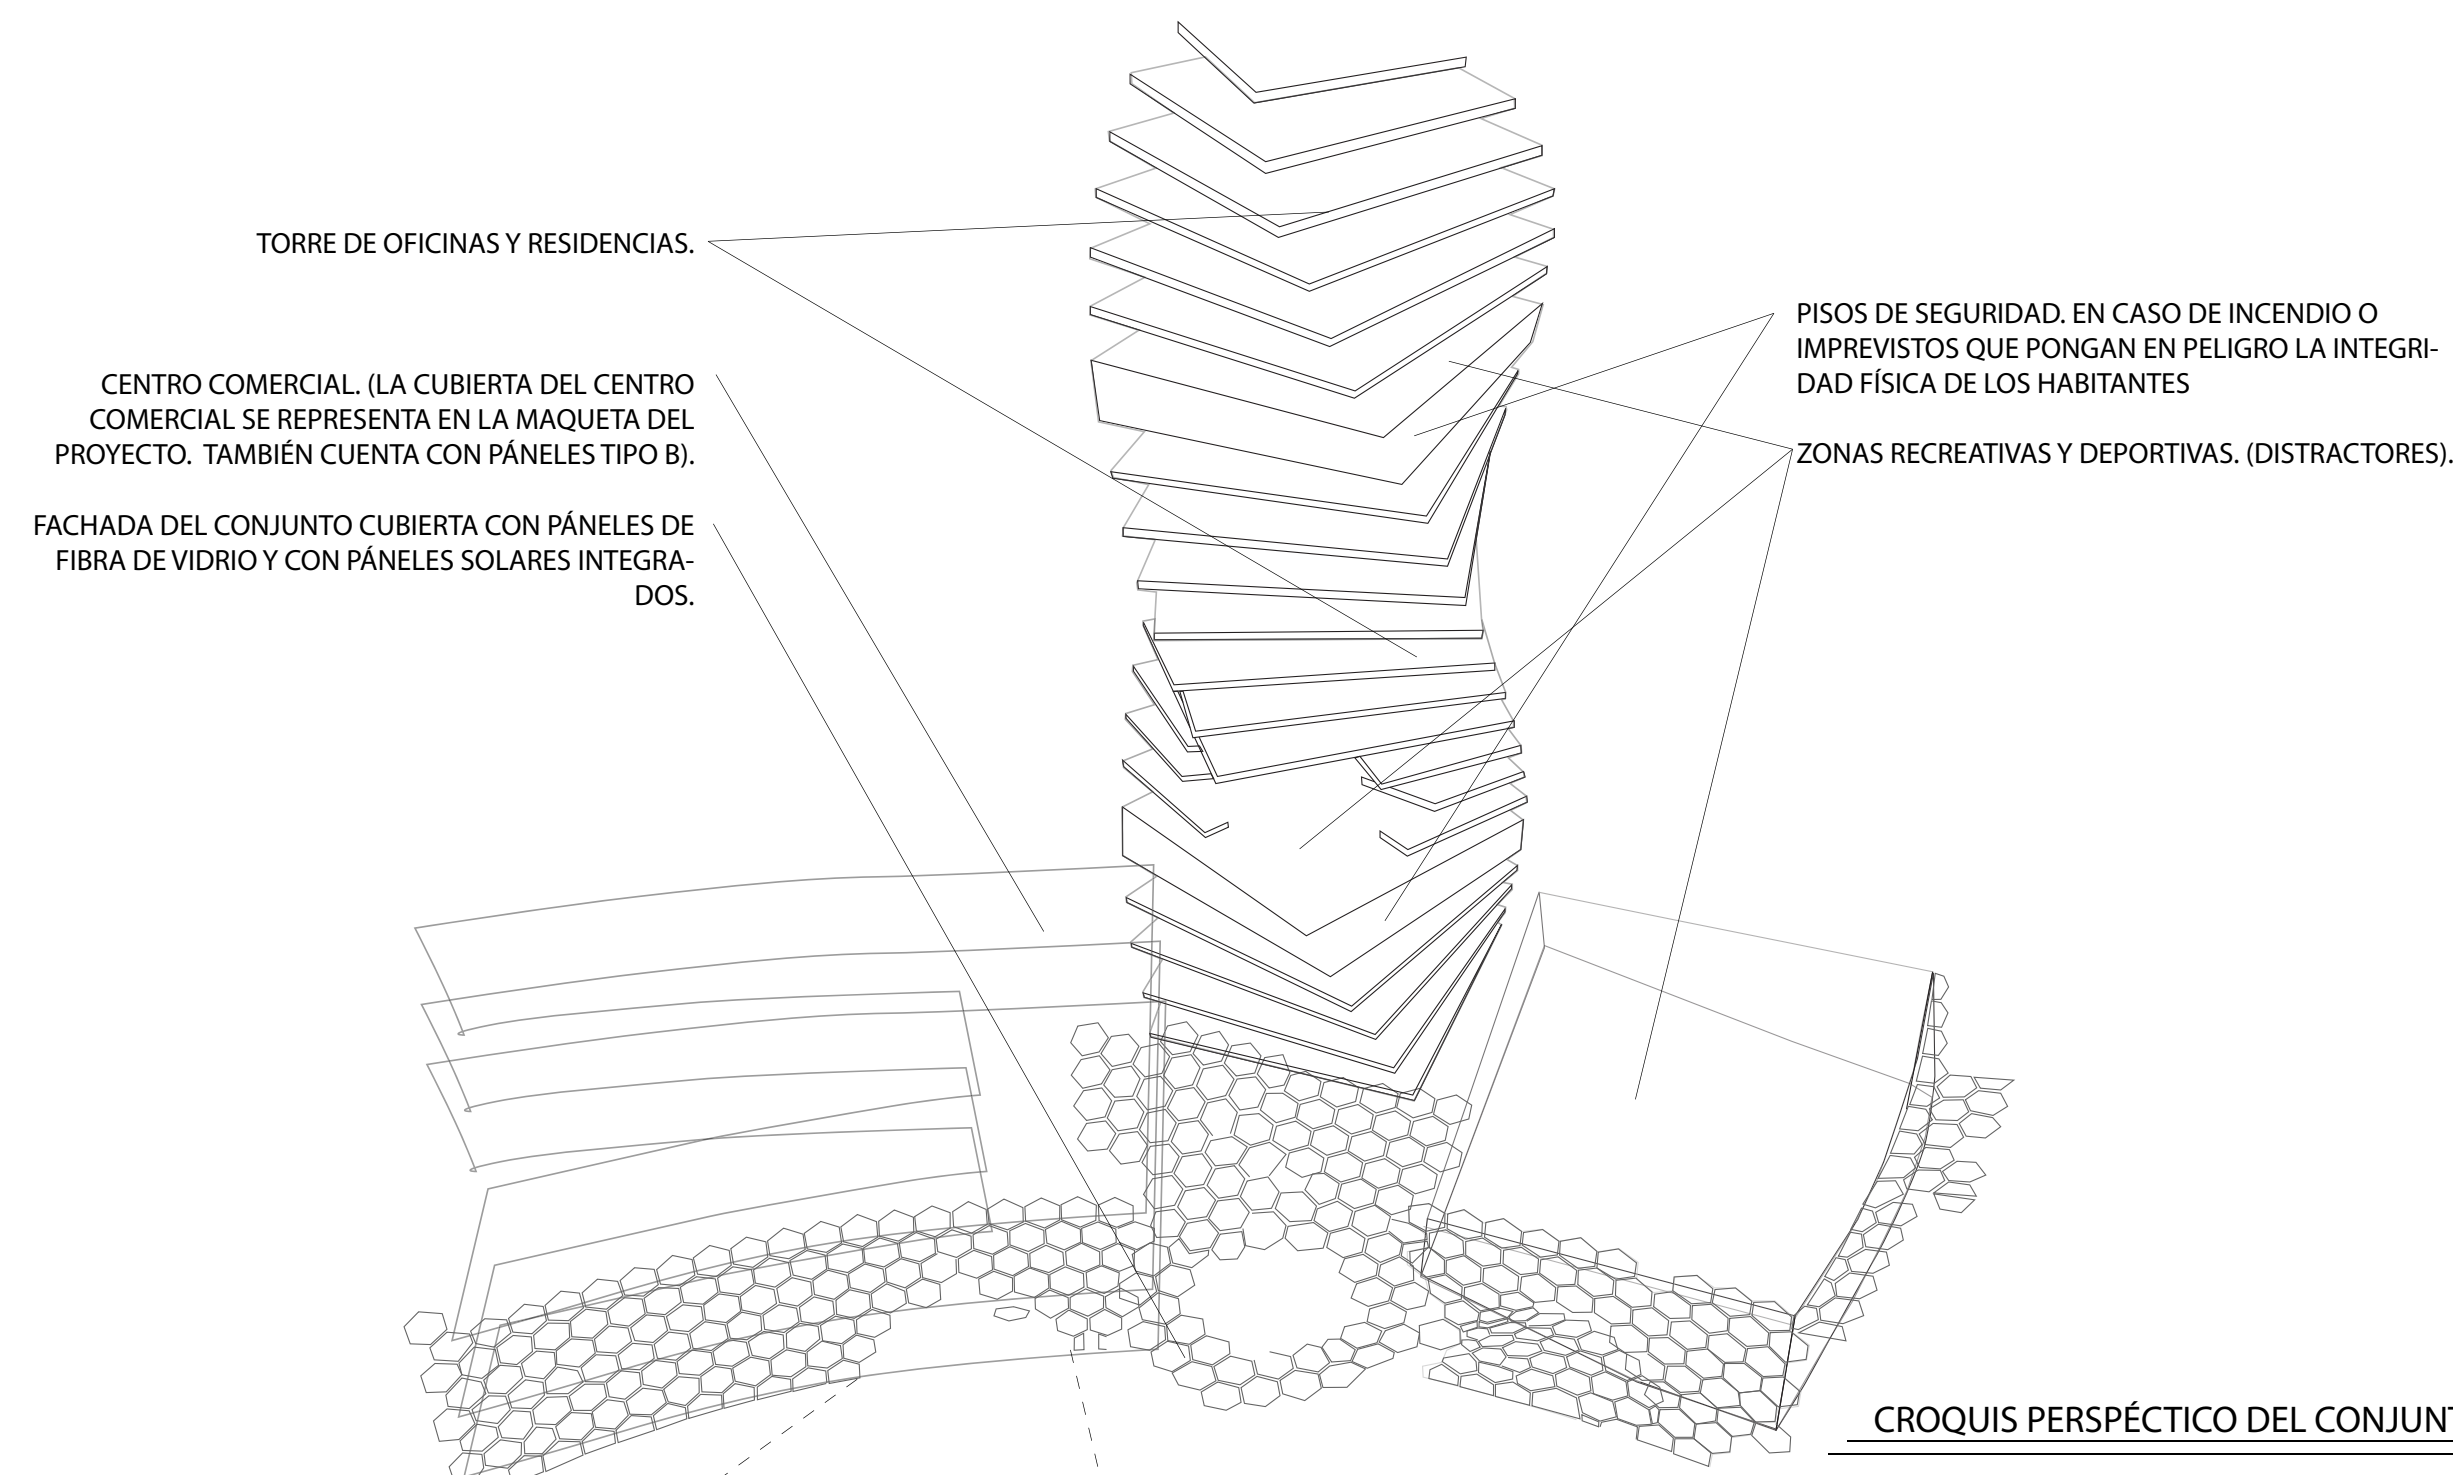 TORRE DE OFICINAS Y RESIDENCIAS.
CENTRO COMERCIAL. (LA CUBIERTA DEL CENTRO
COMERCIAL SE REPRESENTA EN LA MAQUETA DEL
PROYECTO. TAMBIÉN CUENTA CON PÁNELES TIPO B).
FACHADA DEL CONJUNTO CUBIERTA CON PÁNELES DE
FIBRA DE VIDRIO Y CON PÁNELES SOLARES INTEGRA-
DOS.
PISOS DE SEGURIDAD. EN CASO DE INCENDIO O
IMPREVISTOS QUE PONGAN EN PELIGRO LA INTEGRI-
DAD FÍSICA DE LOS HABITANTES
ZONAS RECREATIVAS Y DEPORTIVAS. (DISTRACTORES).
CROQUIS PERSPÉCTICO DEL CONJUNT